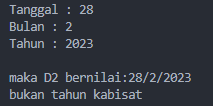 Tanggal : 28
Bulan : 2
Tahun : 2023
maka D2 bernilai:28/2/2023
bukan tahun kabisat